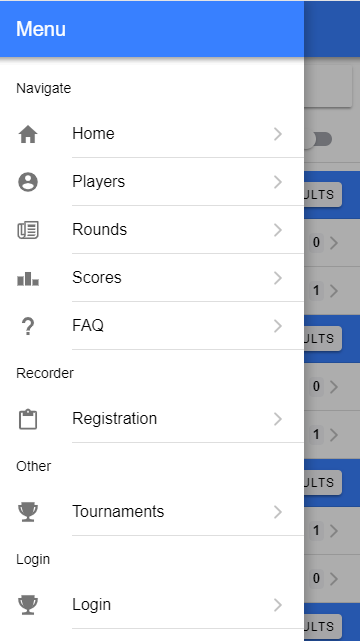 Menu
Navigate
Home
Players
ULTS
Rounds
0
Scores
1
FAQ
ULTS
Recorder
0
Registration
1
Other
ULTS
Tournaments
1
Login
0
Login
ULTS